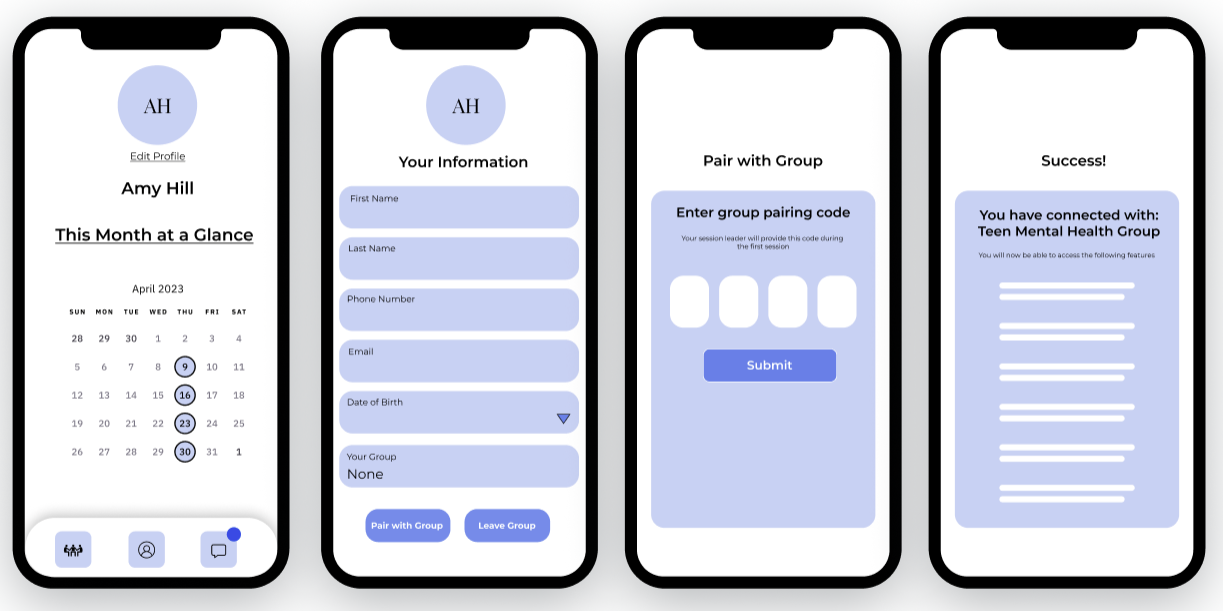 AH
Edit Profile
Amy Hill
This Month at a Glance
April 2023
SUN MON TUE WED THU FRI SAT
28 29 30 1 2 3 4
5 6 7 8 9 10 11
12 13 14 15 16 17 18
19 20 21 22 23 24 25
26 27 28 29 30 31 1
AH
Your Information
First Name
Last Name
Phone Number
Email
Date of Birth
Your Group
None
Pair with Group
Leave Group
Pair with Group
Enter group pairing code
Your session leader will provide this code during
the first session
Submit
Success!
You have connected with:
Teen Mental Health Group
You will now be able to access the following features